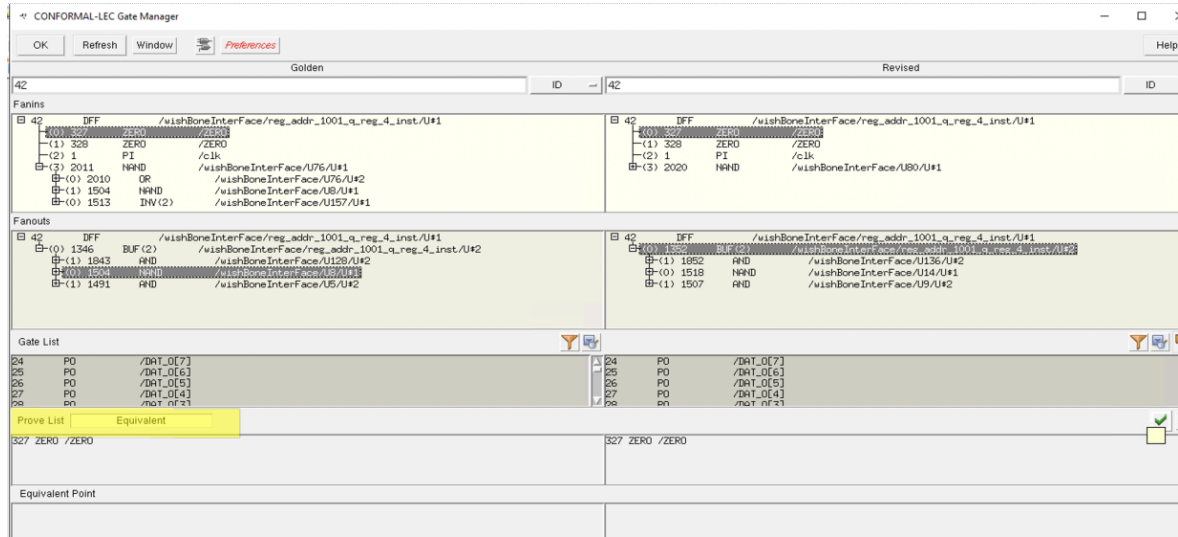 CONFORMAL-LEC Gate Manager
OK Refresh Window Preferences Help
Golden Revised
42 ID 42 ID
Fanins
42 DFF /wishBoneInterFace/reg_addr_1001_q_reg_4_inst/U#1
(0) 327 ZERO /ZERO
(1) 328 ZERO /ZERO
(2) 1 PI /clk
(3) 2011 NAND /wishBoneInterFace/U76/U#1
(0) 2010 OR /wishBoneInterFace/U76/U#2
(1) 1504 NAND /wishBoneInterFace/U8/U#1
(0) 1513 INV(2) /wishBoneInterFace/U157/U#1
42 DFF /wishBoneInterFace/reg_addr_1001_q_reg_4_inst/U#1
(0) 327 ZERO /ZERO
(1) 328 ZERO /ZERO
(2) 1 PI /clk
(3) 2020 NAND /wishBoneInterFace/U80/U#1
Fanouts
42 DFF /wishBoneInterFace/reg_addr_1001_q_reg_4_inst/U#1
(0) 1346 BUF(2) /wishBoneInterFace/reg_addr_1001_q_reg_4_inst/U#2
(1) 1843 AND /wishBoneInterFace/U128/U#2
(0) 1504 NAND /wishBoneInterFace/U8/U#1
(1) 1491 AND /wishBoneInterFace/U5/U#2
42 DFF /wishBoneInterFace/reg_addr_1001_q_reg_4_inst/U#1
(0) 1352 BUF(2) /wishBoneInterFace/reg_addr_1001_q_reg_4_inst/U#2
(1) 1852 AND /wishBoneInterFace/U136/U#2
(0) 1518 NAND /wishBoneInterFace/U14/U#1
(1) 1507 AND /wishBoneInterFace/U9/U#2
Gate List
24 PO /DAT_O[7]
25 PO /DAT_O[6]
26 PO /DAT_O[5]
27 PO /DAT_O[4]
28 PO /DAT_O[3]
24 PO /DAT_O[7]
25 PO /DAT_O[6]
26 PO /DAT_O[5]
27 PO /DAT_O[4]
28 PO /DAT_O[3]
Prove List Equivalent
327 ZERO /ZERO 327 ZERO /ZERO
Equivalent Point